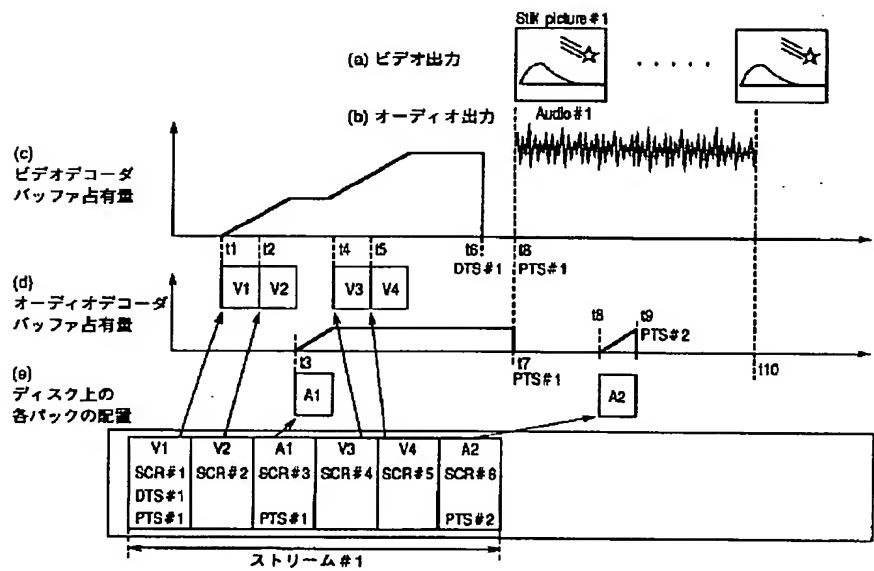 Still picture #1
(a) ビデオ出力
(b) オーディオ出力
Audio#1
(c)
ビデオデコーダ
バッファ占有量
t1 t2 t4 t5 t6 t8
DTS#1 PTS#1
V1 V2 V3 V4
(d)
オーディオデコーダ
バッファ占有量
t8 t9
PTS#2
t3 t7 t10
PTS#1
A1 A2
(e)
ディスク上の
各パックの配置
V1 V2 A1 V3 V4 A2
SCR#1 SCR#2 SCR#3 SCR#4 SCR#5 SCR#6
DTS#1
PTS#1 PTS#1 PTS#2
ストリーム#1